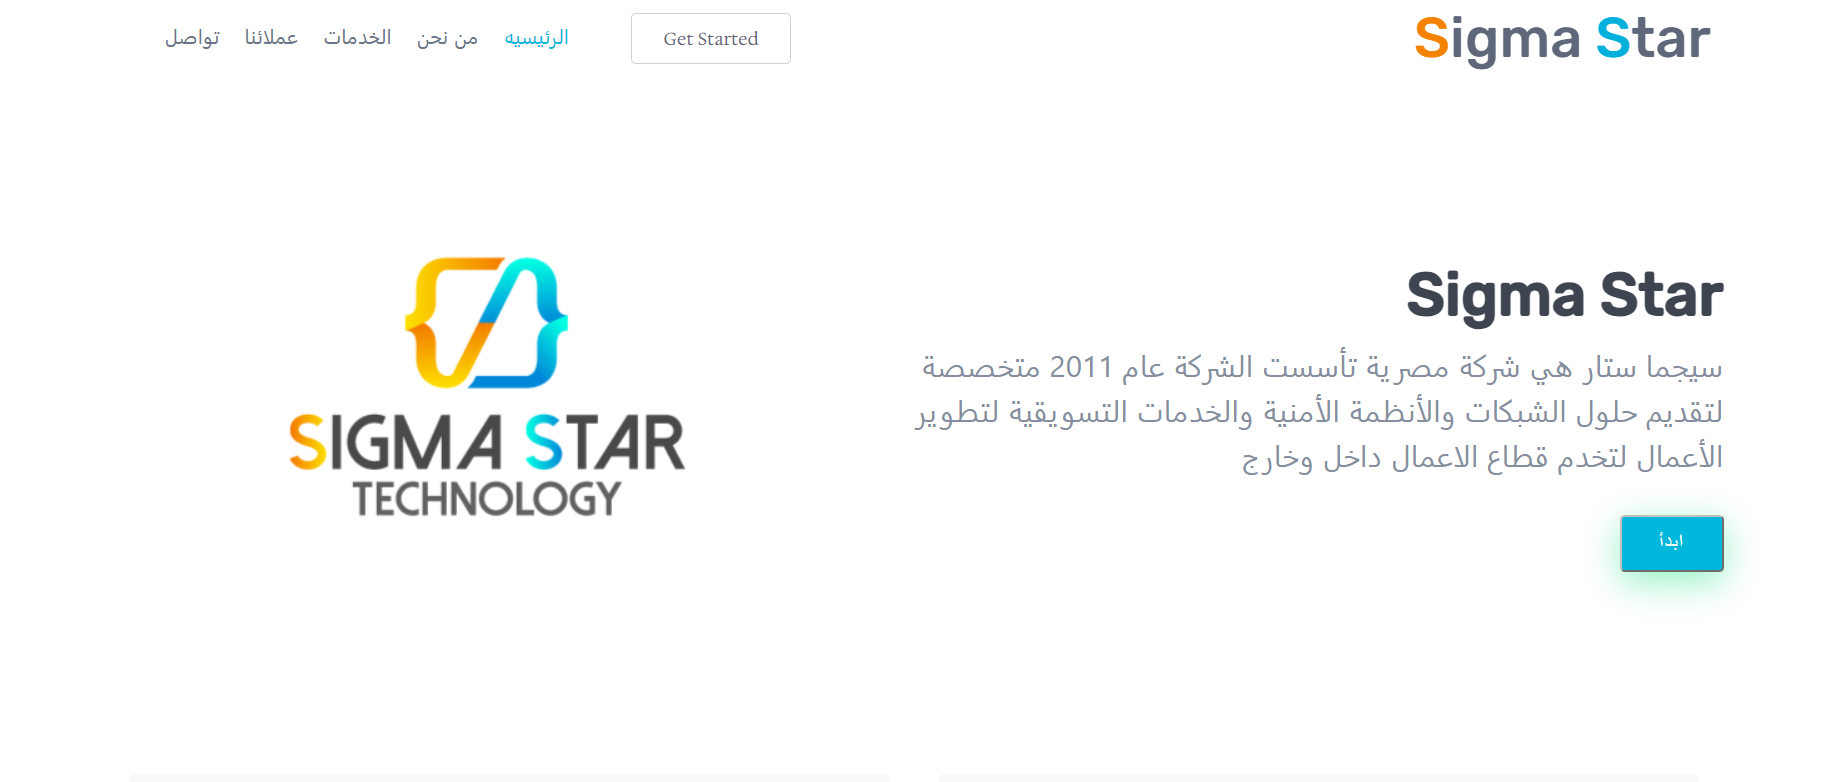 Sigma Star
Get Started
الرئيسيه
من نحن
الخدمات
عملائنا
تواصل
Sigma Star
سيجما ستار هي شركة مصرية تأسست الشركة عام 2011 متخصصة
لتقديم حلول الشبكات والأنظمة الأمنية والخدمات التسويقية لتطوير
الأعمال لتخدم قطاع الاعمال داخل وخارج
ابدأ
SIGMA STAR
TECHNOLOGY